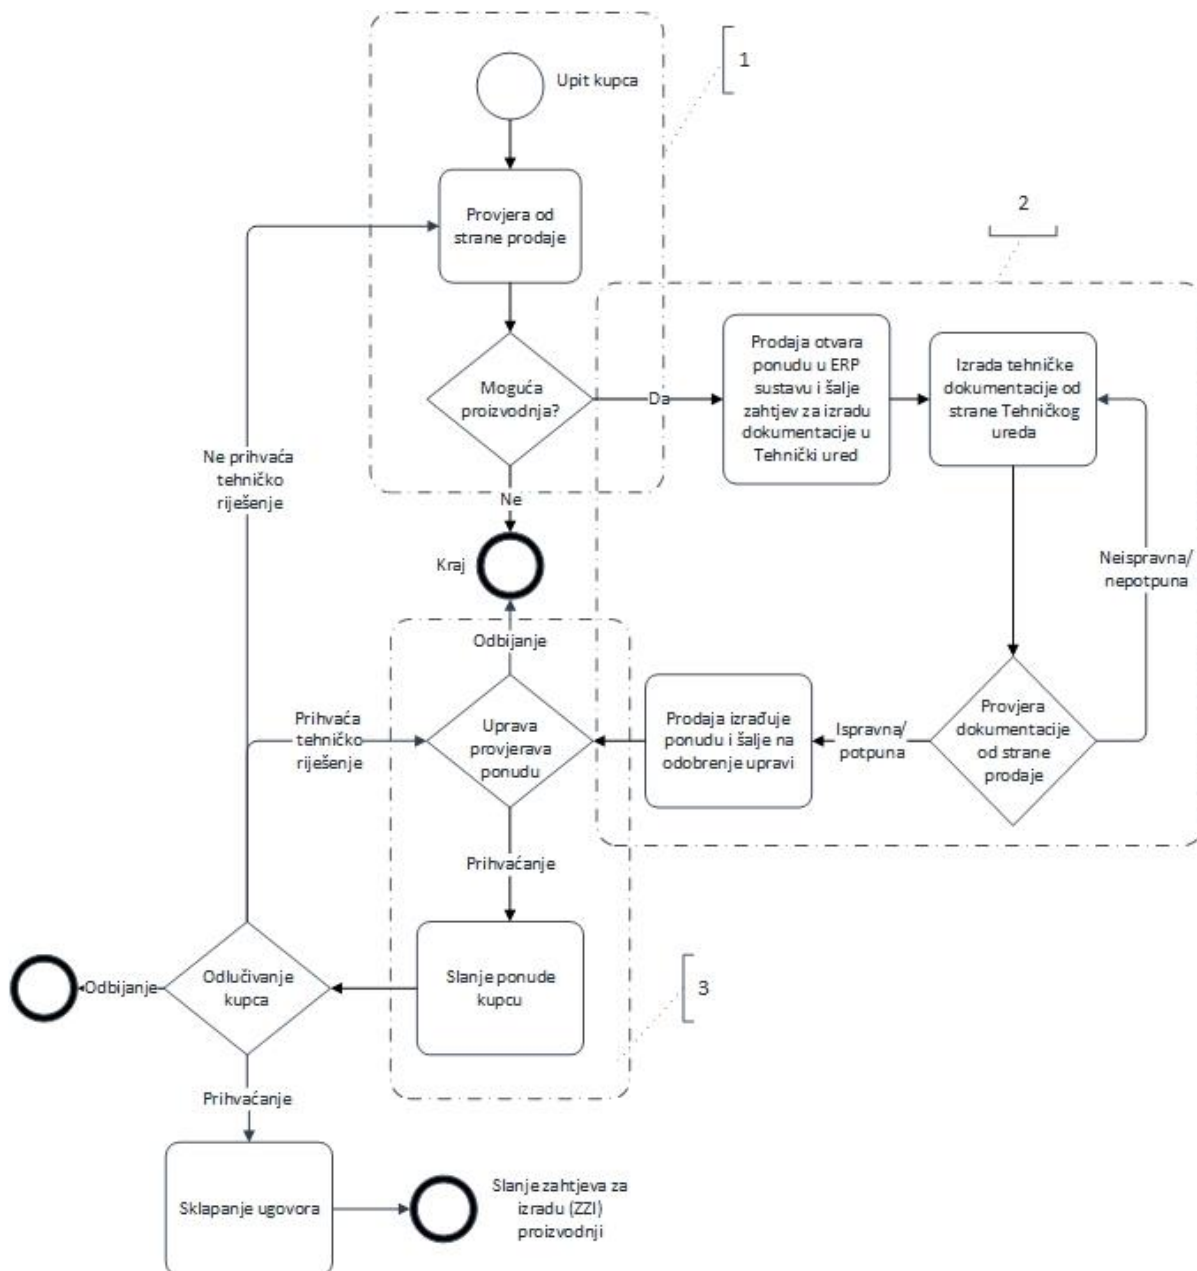 1
Upit kupca
Provjera od
strane prodaje
2
Moguća
proizvodnja?
Da
Prodaja otvara
ponudu u ERP
sustavu i šalje
zahtjev za izradu
dokumentacije u
Tehnički ured
Izrada tehničke
dokumentacije od
strane Tehničkog
ureda
Ne prihvaća
tehničko
riješenje
Ne
Kraj
Neispravna/
nepotpuna
Odbijanje
Prihvaća
tehničko
riješenje
Uprava
provjerava
ponudu
Prodaja izrađuje
ponudu i šalje na
odobrenje upravi
Ispravna/
potpuna
Provjera
dokumentacije
od strane
prodaje
Prihvaćanje
Odbijanje
Odlučivanje
kupca
Slanje ponude
kupcu
3
Prihvaćanje
Sklapanje ugovora
Slanje zahtjeva za
izradu (ZZI)
proizvodnji